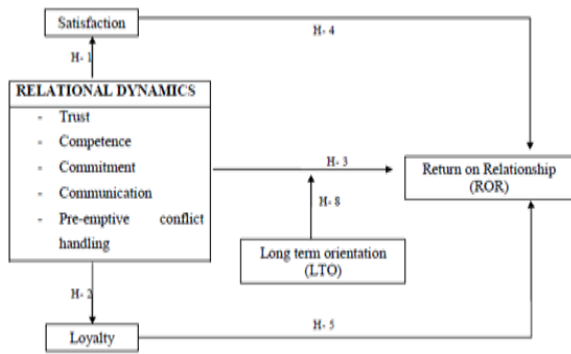 Satisfaction
H- 4
H- 1
RELATIONAL DYNAMICS
- Trust
- Competence
- Commitment
- Communication
- Pre-emptive conflict
handling
H- 3
Return on Relationship
(ROR)
H- 8
Long term orientation
(LTO)
H- 2
Loyalty
H- 5